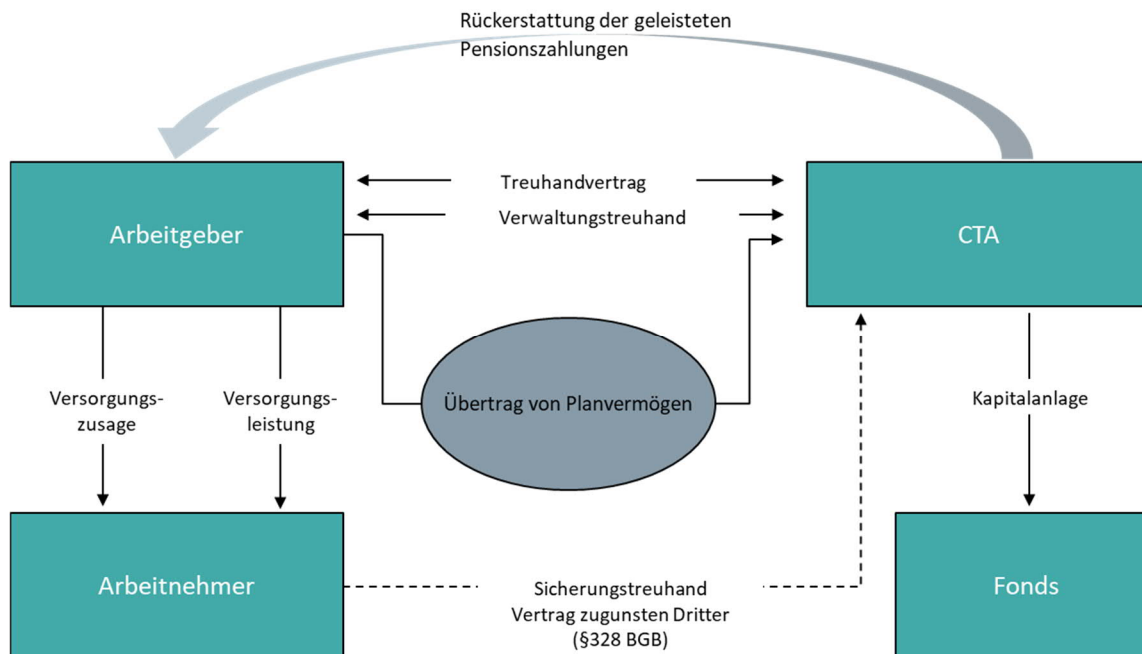 Rückerstattung der geleisteten
Pensionszahlungen
Treuhandvertrag
Verwaltungstreuhand
Arbeitgeber
CTA
Versorgungs-
zusage
Versorgungs-
leistung
Übertrag von Planvermögen
Kapitalanlage
Arbeitnehmer
Sicherungstreuhand
Vertrag zugunsten Dritter
(§328 BGB)
Fonds